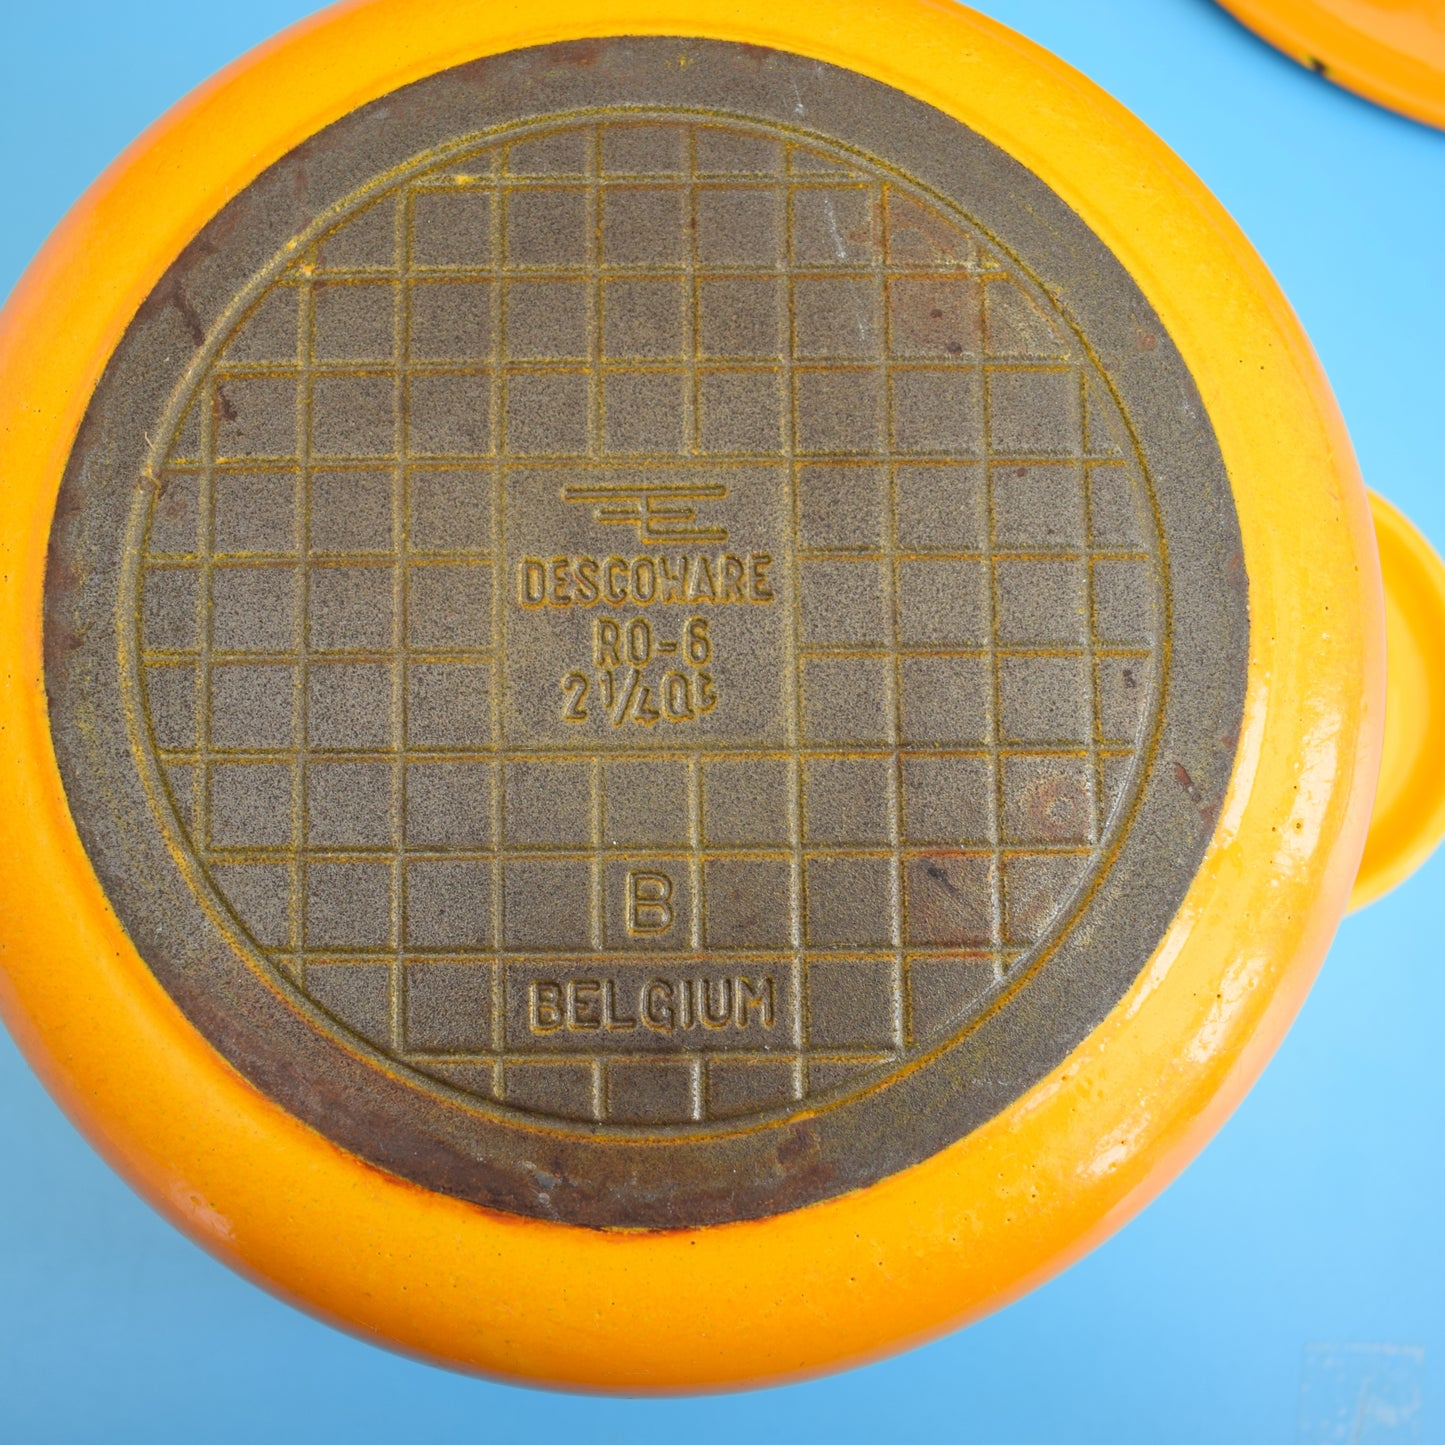 DESCOWARE
RO-6
2 1/4 Qt
B
BELGIUM